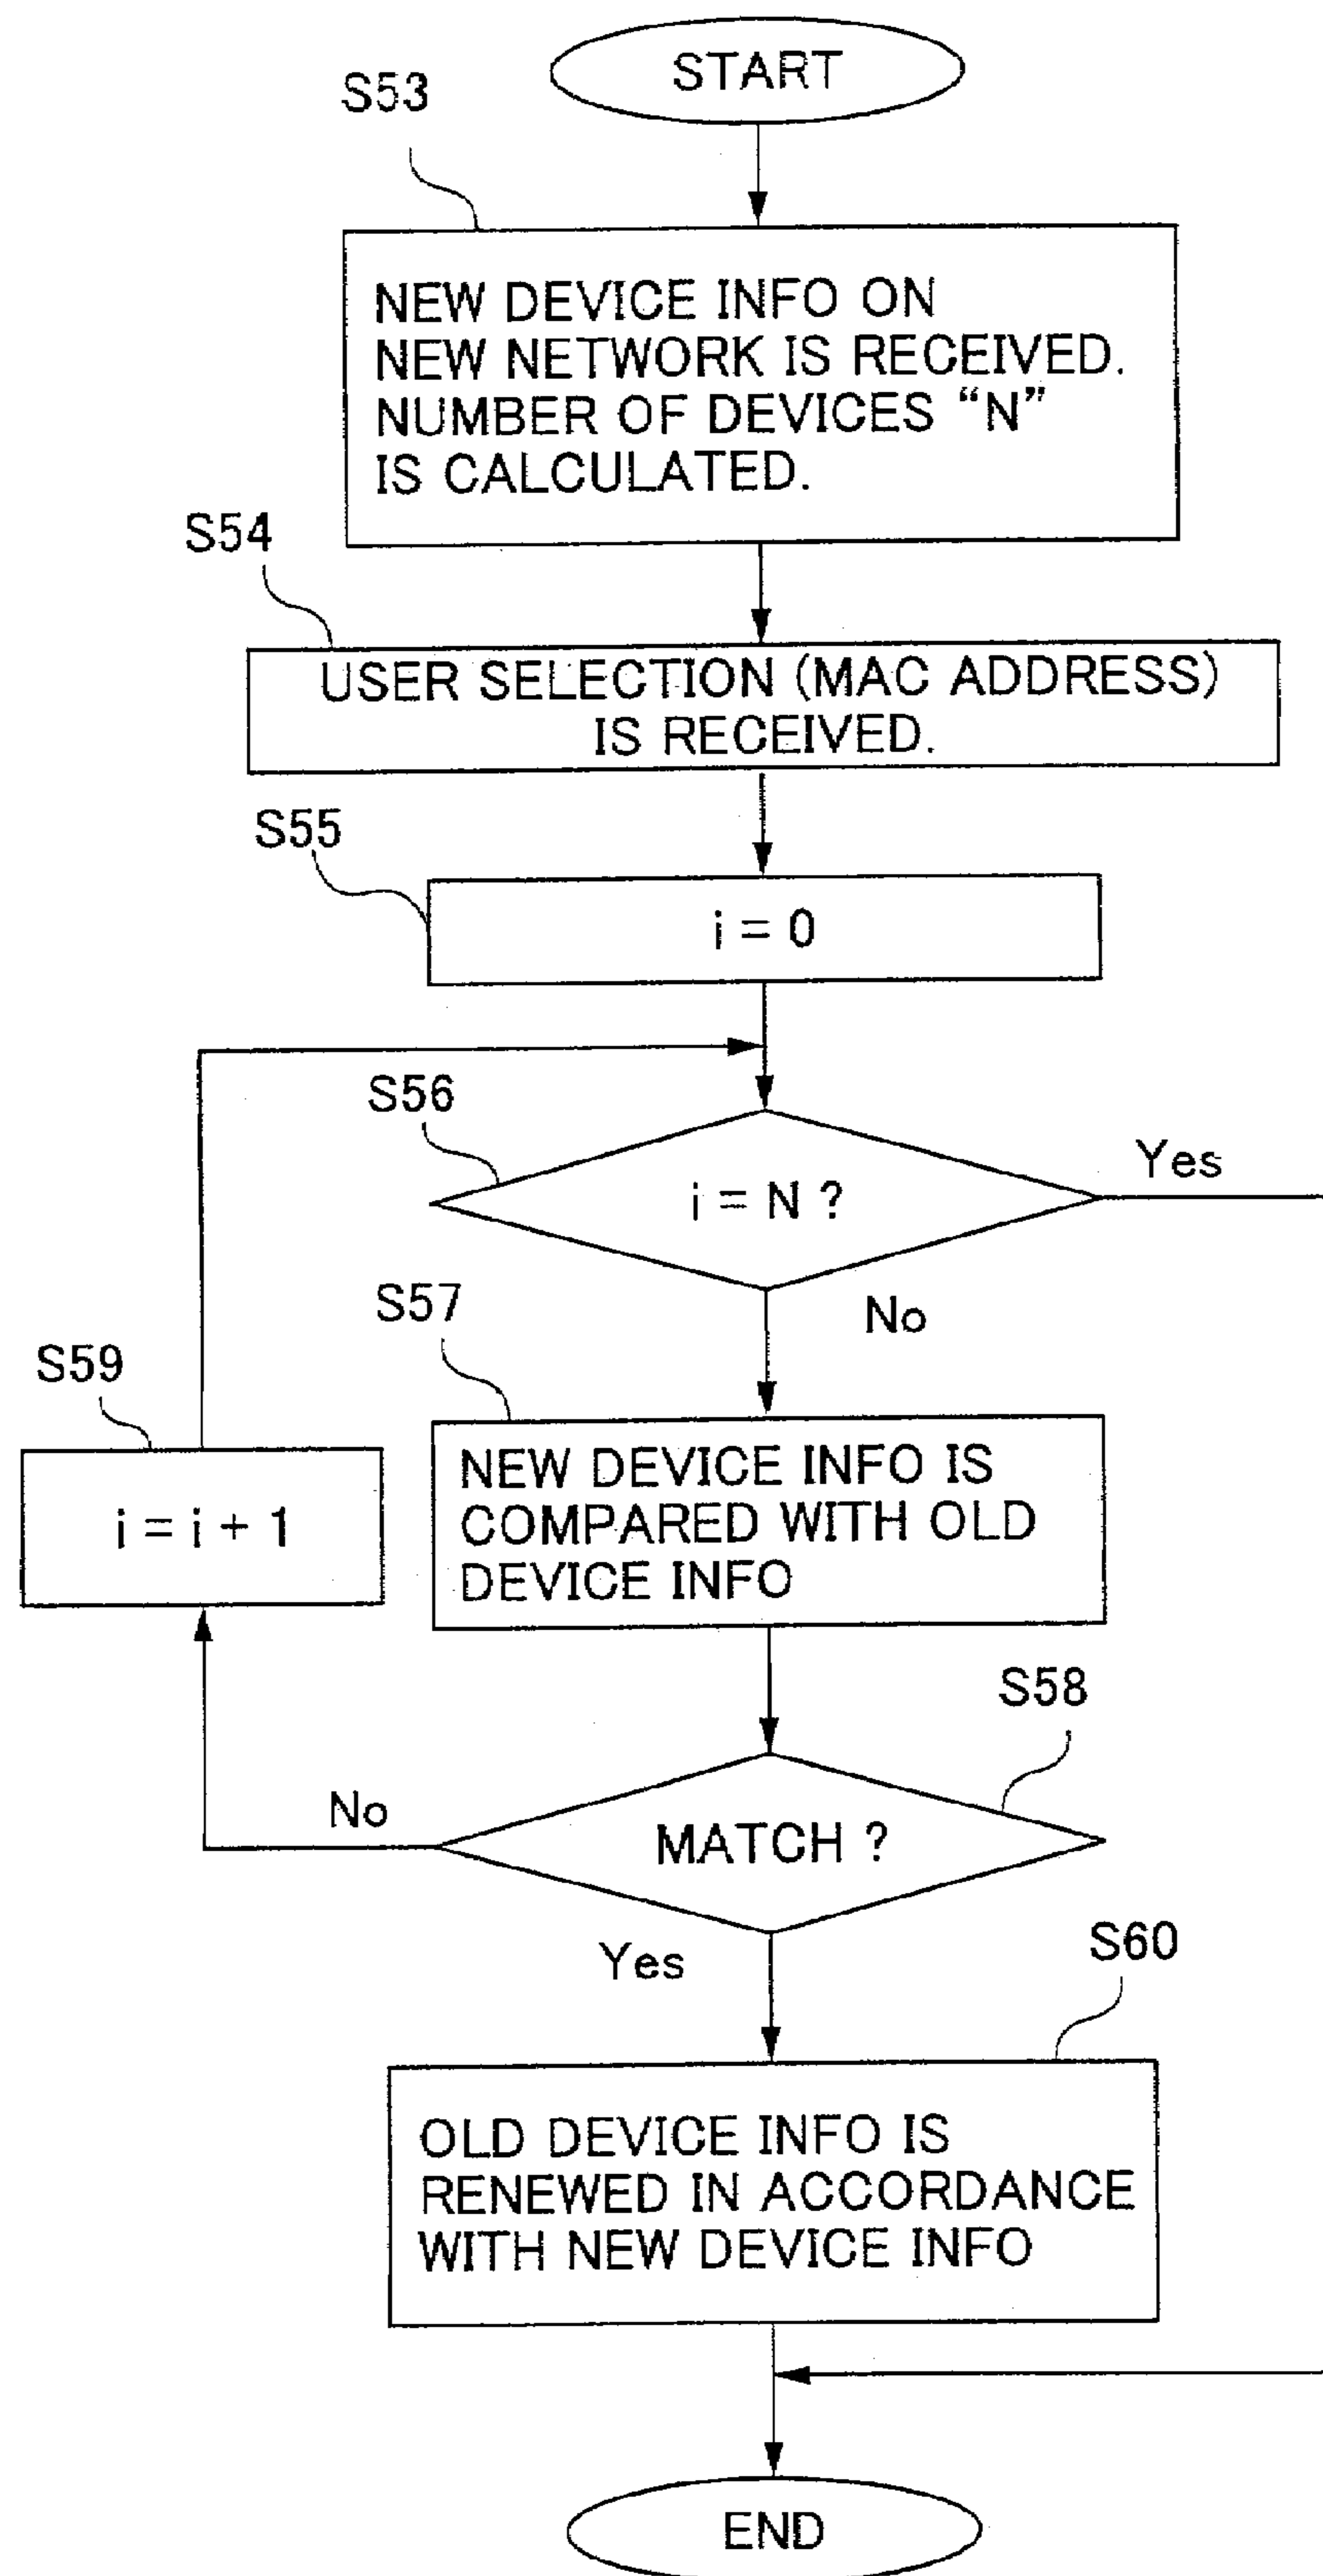 START
S53
NEW DEVICE INFO ON
NEW NETWORK IS RECEIVED.
NUMBER OF DEVICES “N”
IS CALCULATED.
S54
USER SELECTION (MAC ADDRESS)
IS RECEIVED.
S55
i = 0
S56
i = N ?
Yes
No
S57
NEW DEVICE INFO IS
COMPARED WITH OLD
DEVICE INFO
S59
i = i + 1
S58
MATCH ?
No
Yes
S60
OLD DEVICE INFO IS
RENEWED IN ACCORDANCE
WITH NEW DEVICE INFO
END